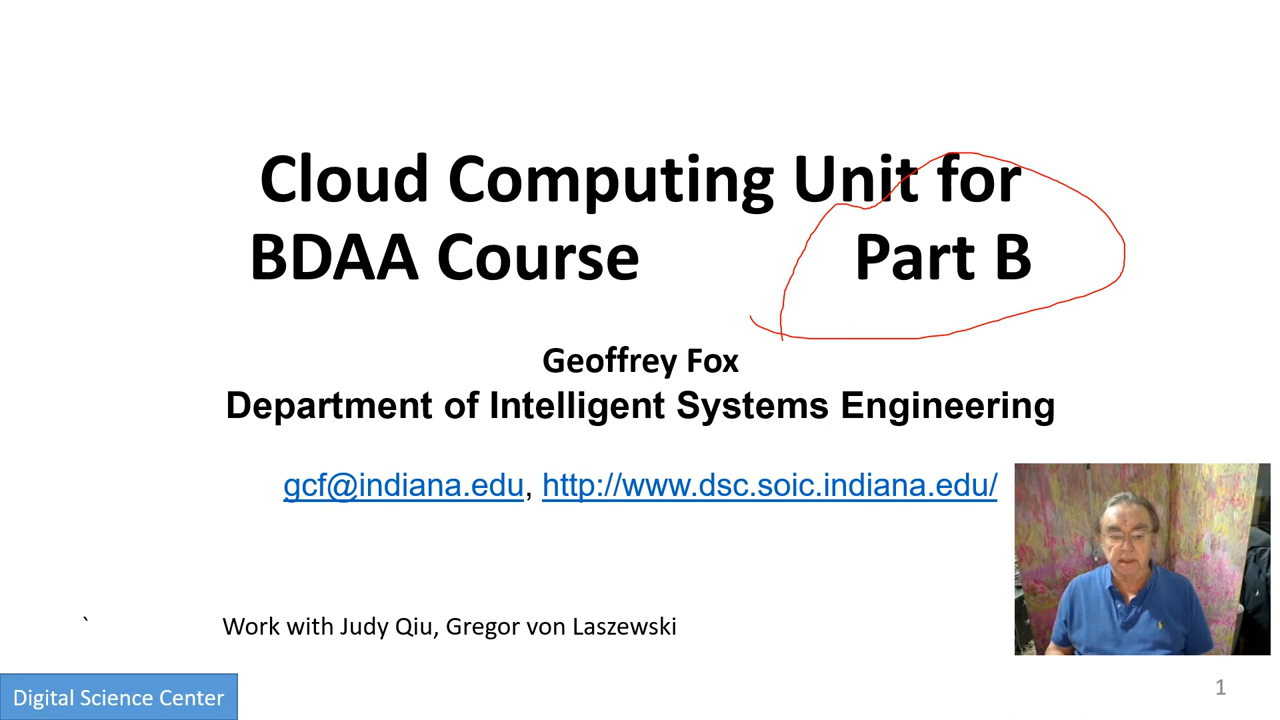 Cloud Computing Unit for
BDAA Course Part B
Geoffrey Fox
Department of Intelligent Systems Engineering
gcf@indiana.edu, http://www.dsc.soic.indiana.edu/
` Work with Judy Qiu, Gregor von Laszewski
Digital Science Center
1